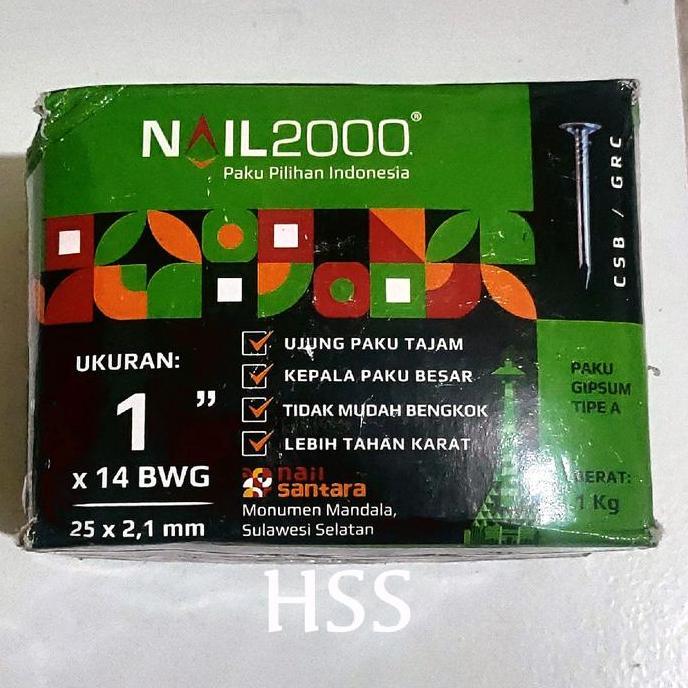 NAIL2000®
Paku Pilihan Indonesia
CSB / GRC
UKURAN:
1"
x 14 BWG
25 x 2,1 mm
UJUNG PAKU TAJAM
KEPALA PAKU BESAR
TIDAK MUDAH BENGKOK
LEBIH TAHAN KARAT
nail
santara
Monumen Mandala,
Sulawesi Selatan
PAKU
GIPSUM
TIPE A
BERAT:
1 Kg
HSS